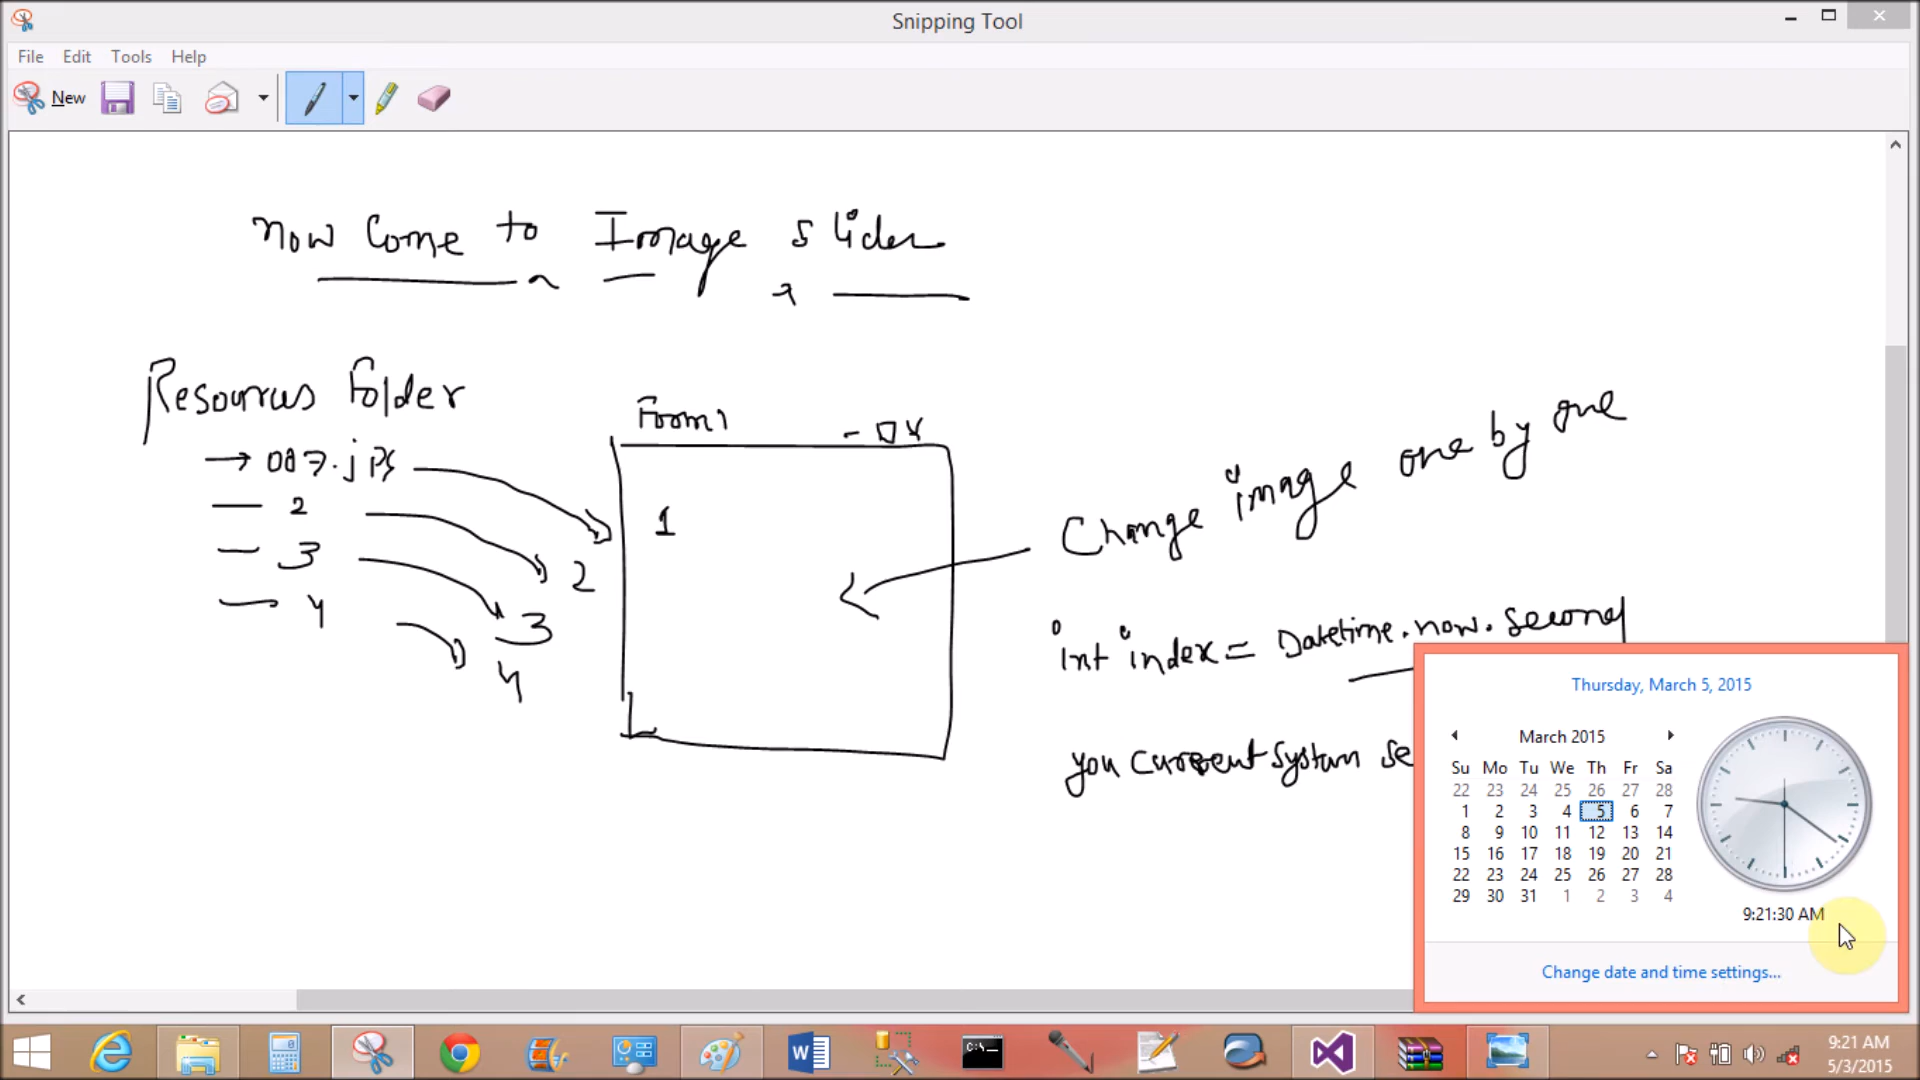 Snipping Tool
File Edit Tools Help
New
Now Come to Image slider
Resources Folder
007.jpg
2
3
4
2
3
4
Form1
1
Change image one by one
int index = Datetime.now.second
you current system se
Thursday, March 5, 2015
March 2015
Su Mo Tu We Th Fr Sa
22 23 24 25 26 27 28
1 2 3 4 5 6 7
8 9 10 11 12 13 14
15 16 17 18 19 20 21
22 23 24 25 26 27 28
29 30 31 1 2 3 4
9:21:30 AM
Change date and time settings...
C:\
9:21 AM
5/3/2015